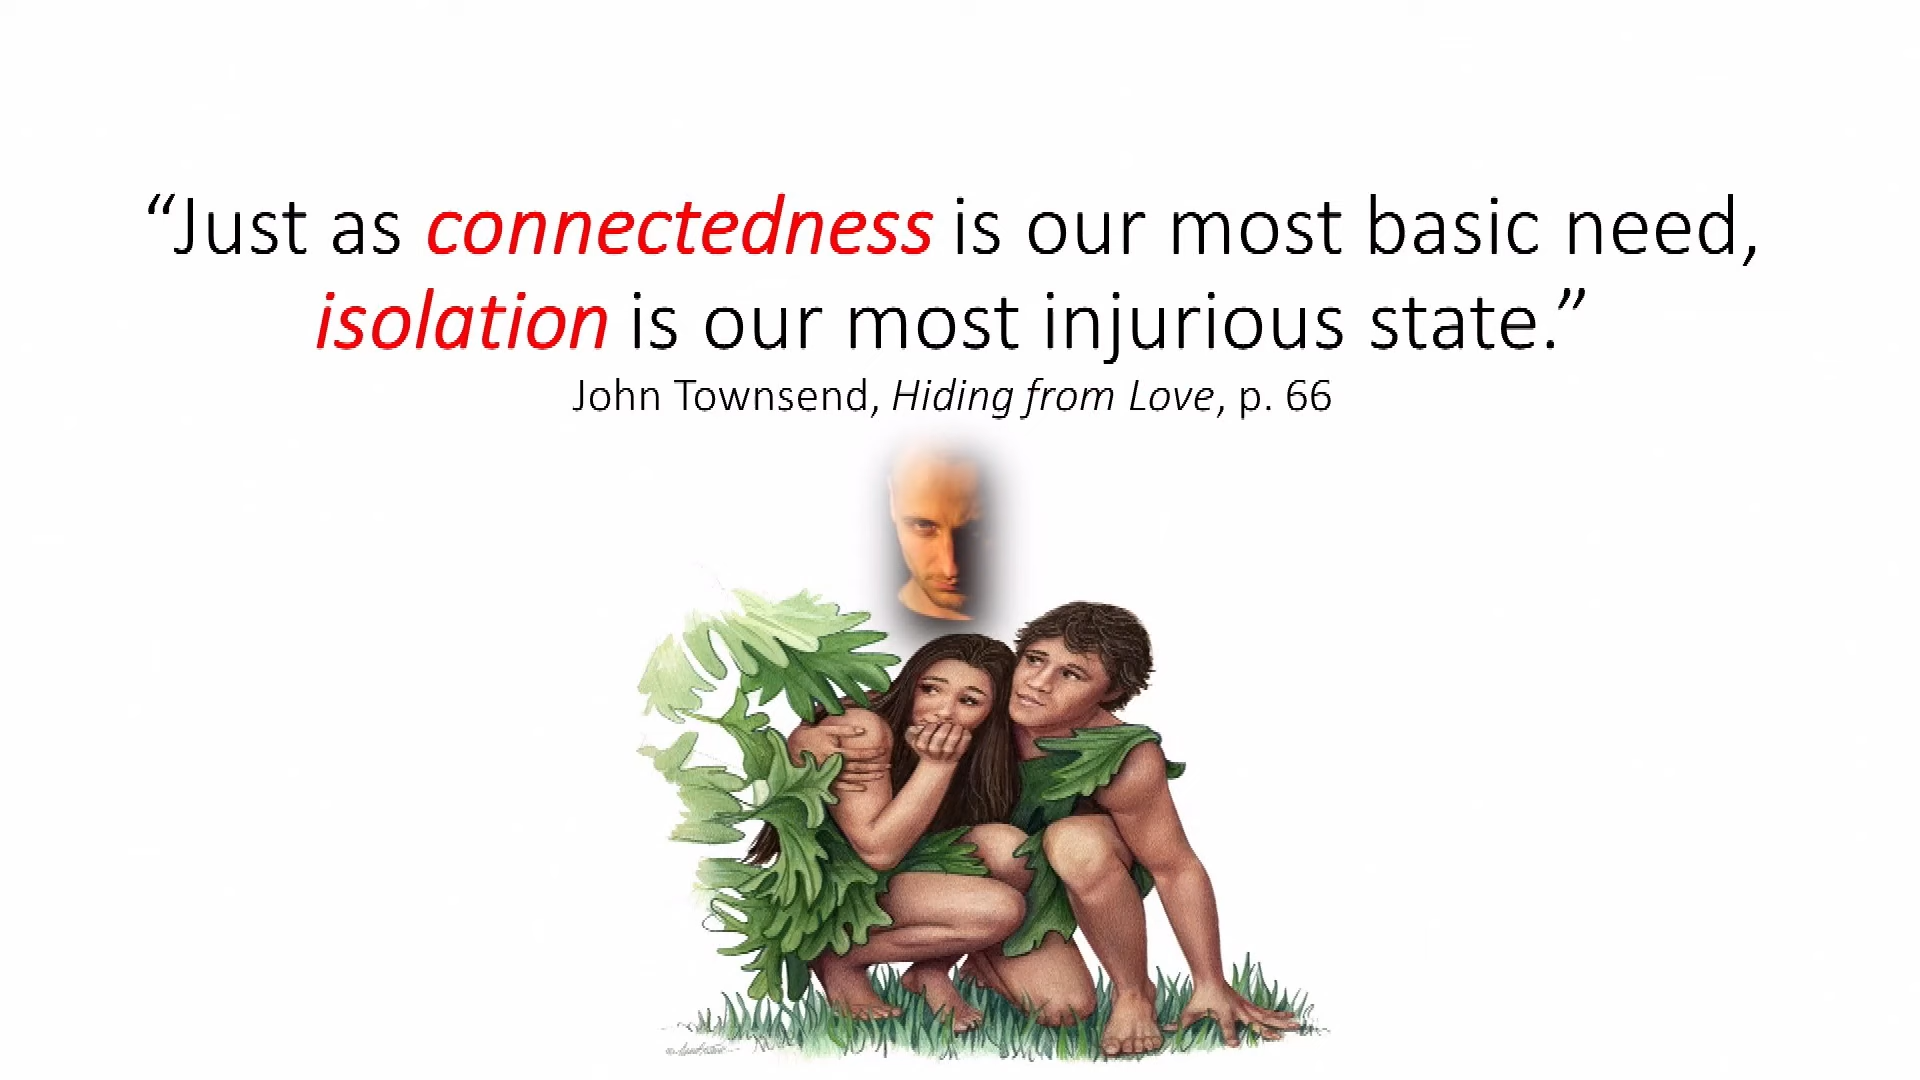 “Just as connectedness is our most basic need,
isolation is our most injurious state.”
John Townsend, Hiding from Love, p. 66